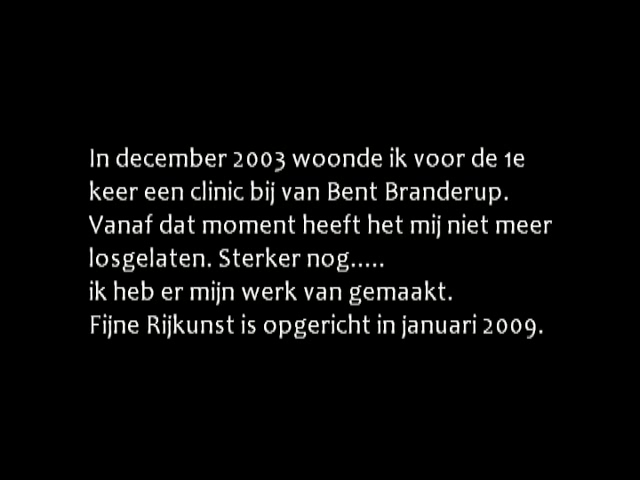 In december 2003 woonde ik voor de 1e
keer een clinic bij van Bent Branderup.
Vanaf dat moment heeft het mij niet meer
losgelaten. Sterker nog.....
ik heb er mijn werk van gemaakt.
Fijne Rijkunst is opgericht in januari 2009.